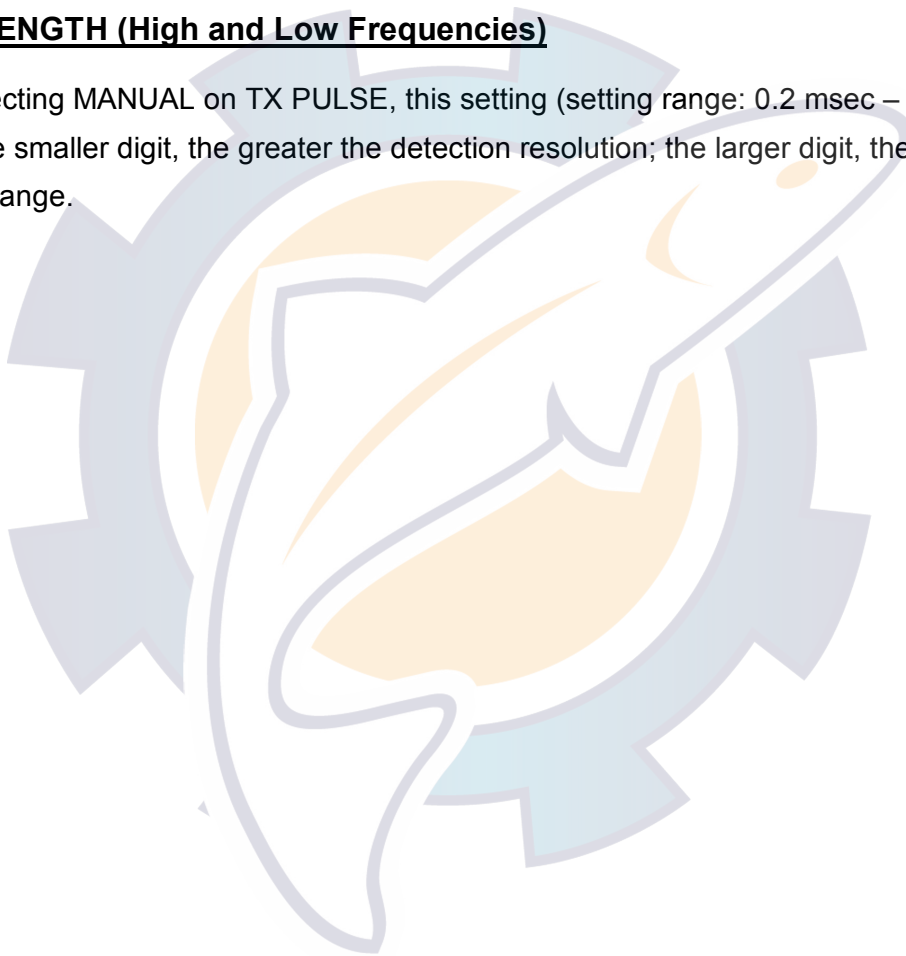 ENGTH (High and Low Frequencies)
ecting MANUAL on TX PULSE, this setting (setting range: 0.2 msec –
e smaller digit, the greater the detection resolution; the larger digit, the
ange.